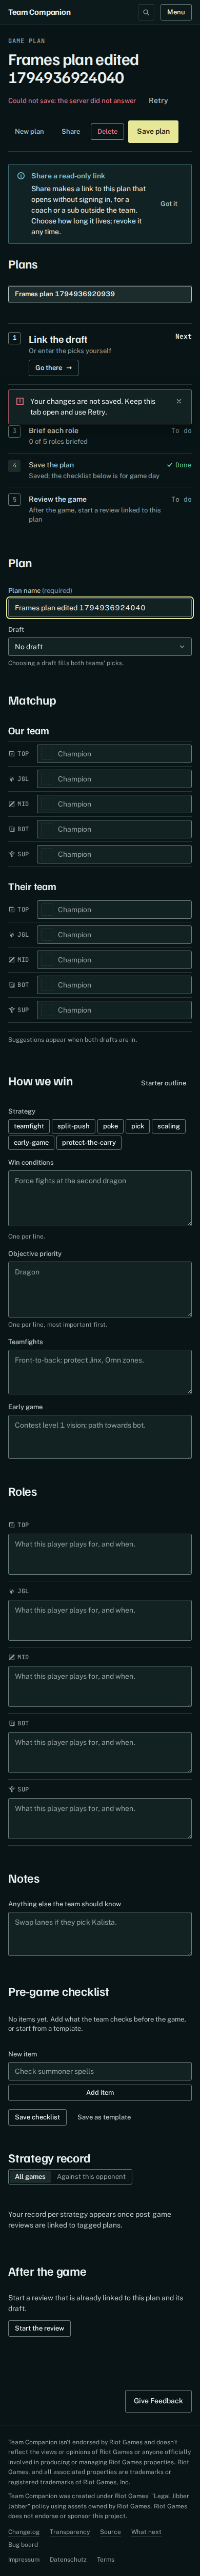 Team Companion
Menu
GAME PLAN
Frames plan edited
1794936924040
Could not save: the server did not answer
Retry
New plan
Share
Delete
Save plan
Share a read-only link
Share makes a link to this plan that
opens without signing in, for a
coach or a sub outside the team.
Choose how long it lives; revoke it
any time.
Got it
Plans
Frames plan 1794936920939
1
Link the draft
Next
Or enter the picks yourself
Go there →
Your changes are not saved. Keep this
tab open and use Retry.
3
Brief each role
To do
0 of 5 roles briefed
4
Save the plan
Done
Saved; the checklist below is for game day
5
Review the game
To do
After the game, start a review linked to this
plan
Plan
Plan name (required)
Frames plan edited 1794936924040
Draft
No draft
Choosing a draft fills both teams' picks.
Matchup
Our team
TOP
Champion
JGL
Champion
MID
Champion
BOT
Champion
SUP
Champion
Their team
TOP
Champion
JGL
Champion
MID
Champion
BOT
Champion
SUP
Champion
Suggestions appear when both drafts are in.
How we win
Starter outline
Strategy
teamfight
split-push
poke
pick
scaling
early-game
protect-the-carry
Win conditions
Force fights at the second dragon
One per line.
Objective priority
Dragon
One per line, most important first.
Teamfights
Front-to-back: protect Jinx, Ornn zones.
Early game
Contest level 1 vision; path towards bot.
Roles
TOP
What this player plays for, and when.
JGL
What this player plays for, and when.
MID
What this player plays for, and when.
BOT
What this player plays for, and when.
SUP
What this player plays for, and when.
Notes
Anything else the team should know
Swap lanes if they pick Kalista.
Pre-game checklist
No items yet. Add what the team checks before the game,
or start from a template.
New item
Check summoner spells
Add item
Save checklist
Save as template
Strategy record
All games
Against this opponent
Your record per strategy appears once post-game
reviews are linked to tagged plans.
After the game
Start a review that is already linked to this plan and its
draft.
Start the review
Give Feedback
Team Companion isn't endorsed by Riot Games and doesn't
reflect the views or opinions of Riot Games or anyone officially
involved in producing or managing Riot Games properties. Riot
Games, and all associated properties are trademarks or
registered trademarks of Riot Games, Inc.
Team Companion was created under Riot Games' "Legal Jibber
Jabber" policy using assets owned by Riot Games. Riot Games
does not endorse or sponsor this project.
Changelog
Transparency
Source
What next
Bug board
Impressum
Datenschutz
Terms